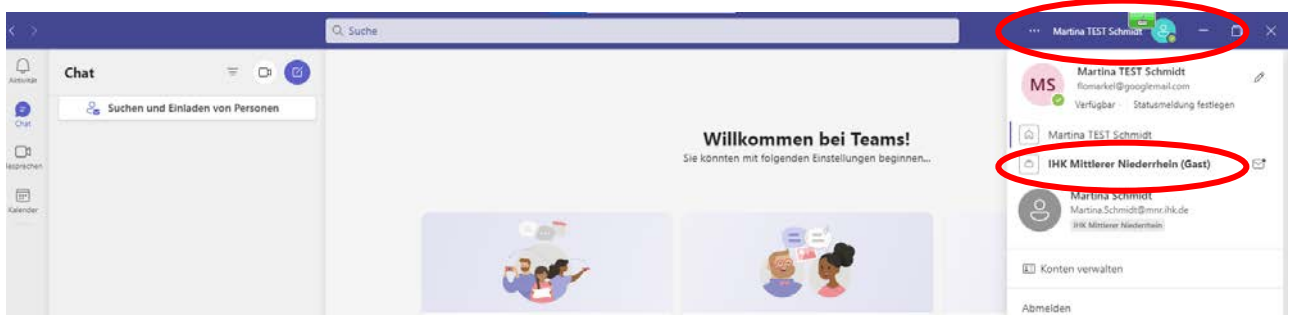 Suche
Martina TEST Schmidt
Aktivität
Chat
Chat
Suchen und Einladen von Personen
Besprechen
Kalender
Willkommen bei Teams!
Sie könnten mit folgenden Einstellungen beginnen...
MS
Martina TEST Schmidt
flomarkel@googlemail.com
Verfügbar
Statusmeldung festlegen
Martina TEST Schmidt
IHK Mittlerer Niederrhein (Gast)
Martina Schmidt
Martina.Schmidt@mnr.ihk.de
IHK Mittlerer Niederrhein
Konten verwalten
Abmelden